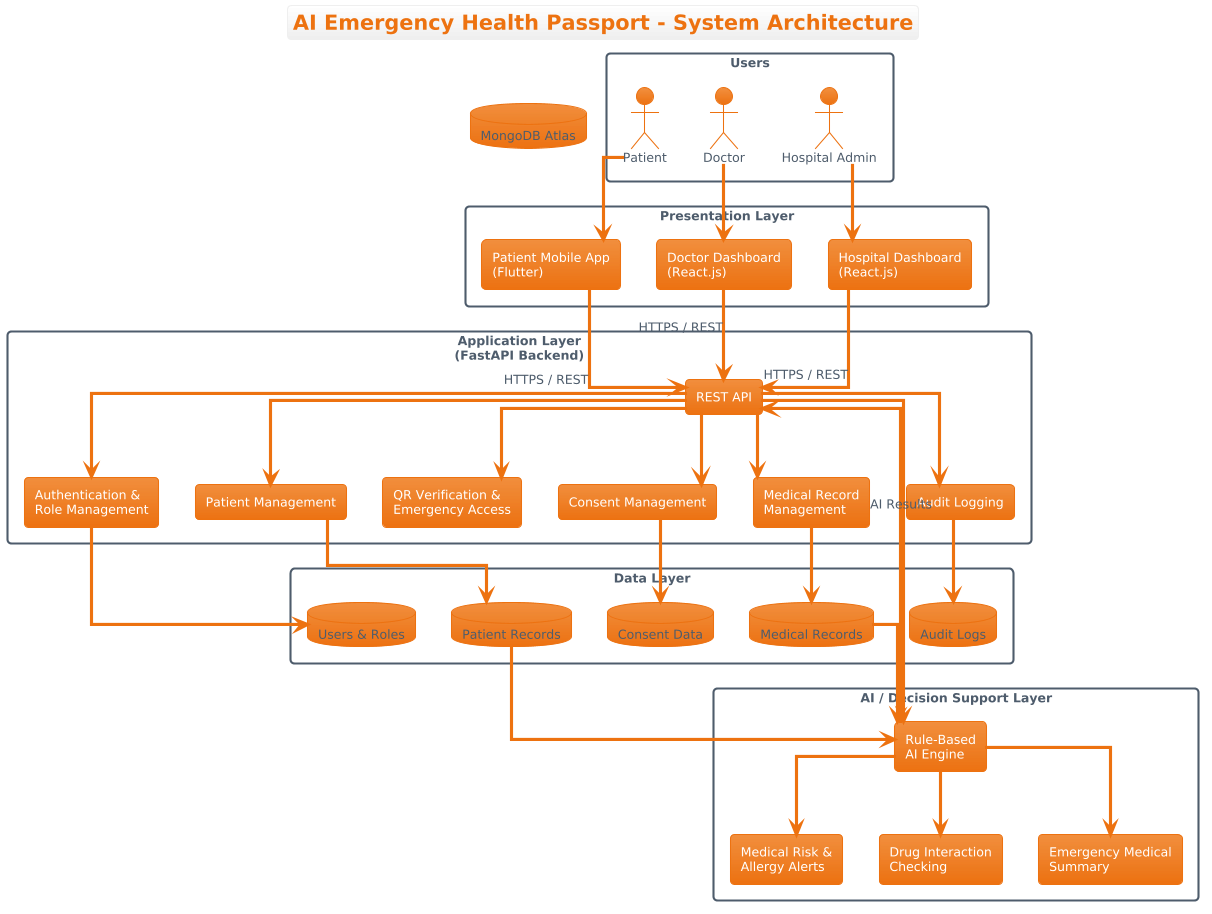 AI Emergency Health Passport - System Architecture
Users
MongoDB Atlas
Patient
Doctor
Hospital Admin
Presentation Layer
Patient Mobile App
(Flutter)
Doctor Dashboard
(React.js)
Hospital Dashboard
(React.js)
HTTPS / REST
Application Layer
(FastAPI Backend)
HTTPS / REST
HTTPS / REST
REST API
Authentication &
Role Management
Patient Management
QR Verification &
Emergency Access
Consent Management
Medical Record
Management
AI Results
Audit Logging
Data Layer
Users & Roles
Patient Records
Consent Data
Medical Records
Audit Logs
AI / Decision Support Layer
Rule-Based
AI Engine
Medical Risk &
Allergy Alerts
Drug Interaction
Checking
Emergency Medical
Summary